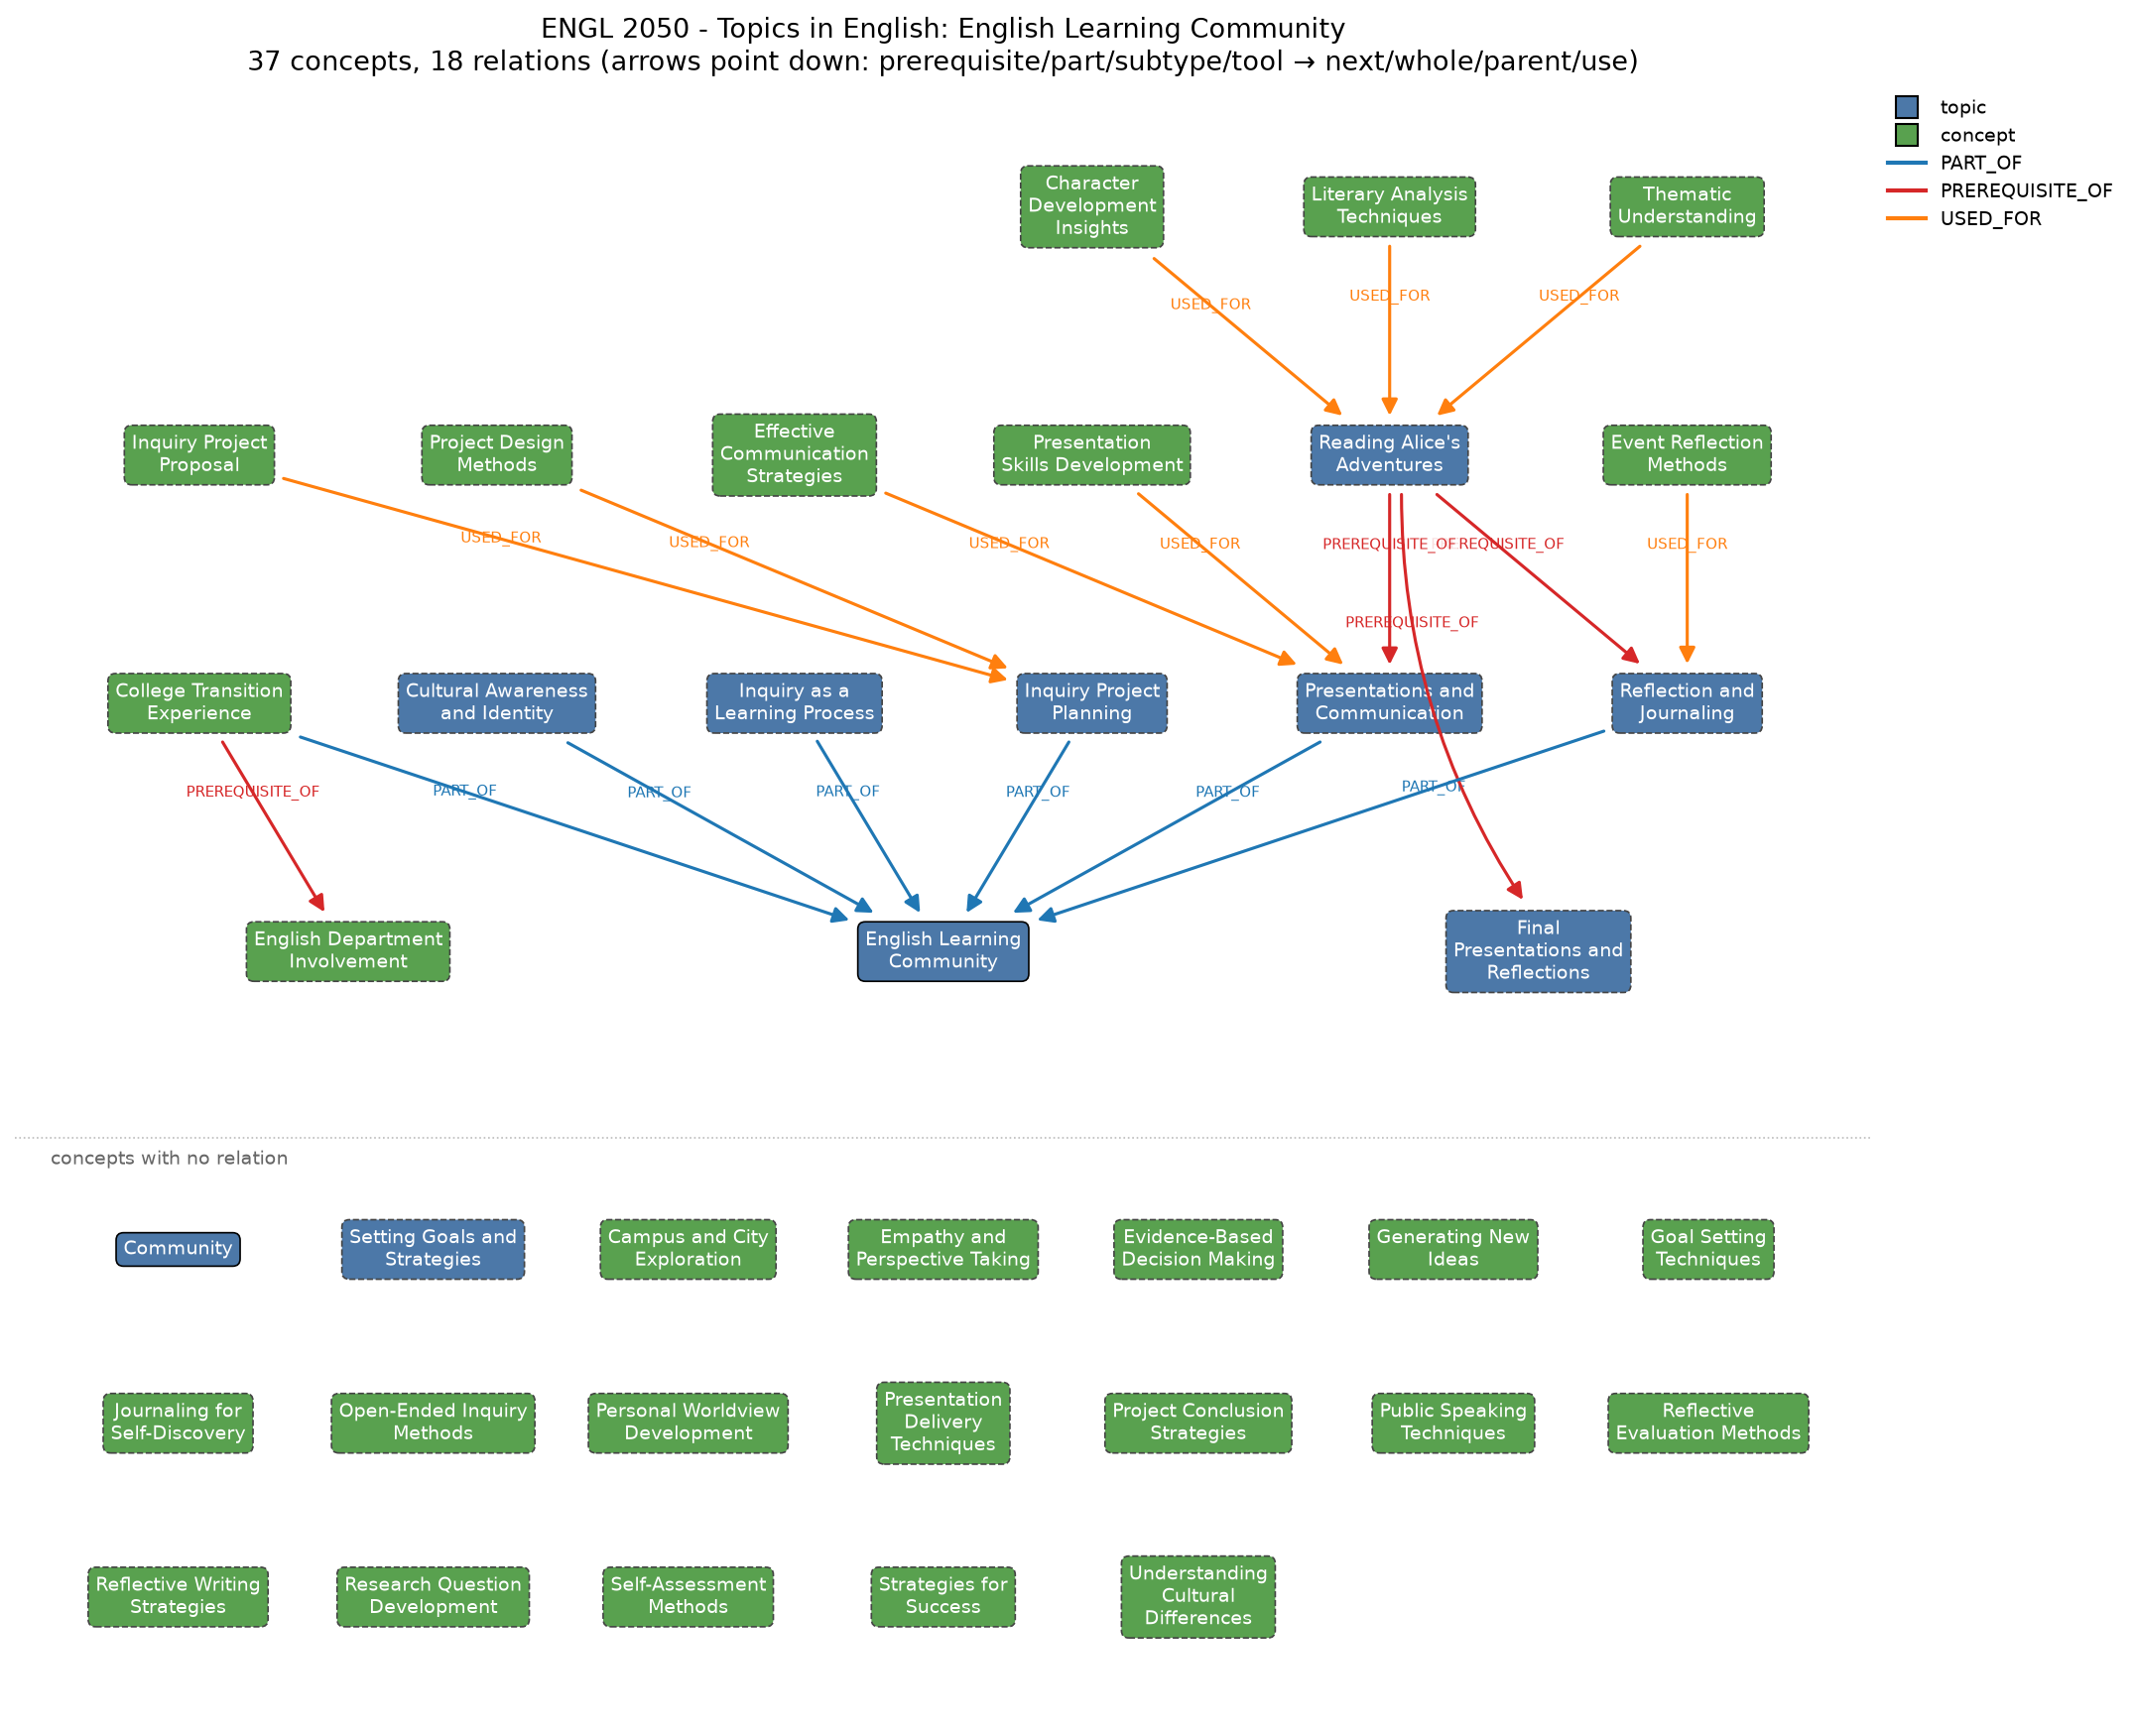 ENGL 2050 - Topics in English: English Learning Community
37 concepts, 18 relations (arrows point down: prerequisite/part/subtype/tool → next/whole/parent/use)
topic
concept
PART_OF
PREREQUISITE_OF
USED_FOR
Character
Development
Insights
Literary Analysis
Techniques
Thematic
Understanding
USED_FOR
USED_FOR
USED_FOR
Inquiry Project
Proposal
Project Design
Methods
Effective
Communication
Strategies
Presentation
Skills Development
Reading Alice's
Adventures
Event Reflection
Methods
USED_FOR
USED_FOR
USED_FOR
USED_FOR
PREREQUISITE_OF
REQUISITE_OF
USED_FOR
PREREQUISITE_OF
College Transition
Experience
Cultural Awareness
and Identity
Inquiry as a
Learning Process
Inquiry Project
Planning
Presentations and
Communication
Reflection and
Journaling
PREREQUISITE_OF
PART_OF
PART_OF
PART_OF
PART_OF
PART_OF
PART_OF
English Department
Involvement
English Learning
Community
Final
Presentations and
Reflections
concepts with no relation
Community
Setting Goals and
Strategies
Campus and City
Exploration
Empathy and
Perspective Taking
Evidence-Based
Decision Making
Generating New
Ideas
Goal Setting
Techniques
Journaling for
Self-Discovery
Open-Ended Inquiry
Methods
Personal Worldview
Development
Presentation
Delivery
Techniques
Project Conclusion
Strategies
Public Speaking
Techniques
Reflective
Evaluation Methods
Reflective Writing
Strategies
Research Question
Development
Self-Assessment
Methods
Strategies for
Success
Understanding
Cultural
Differences